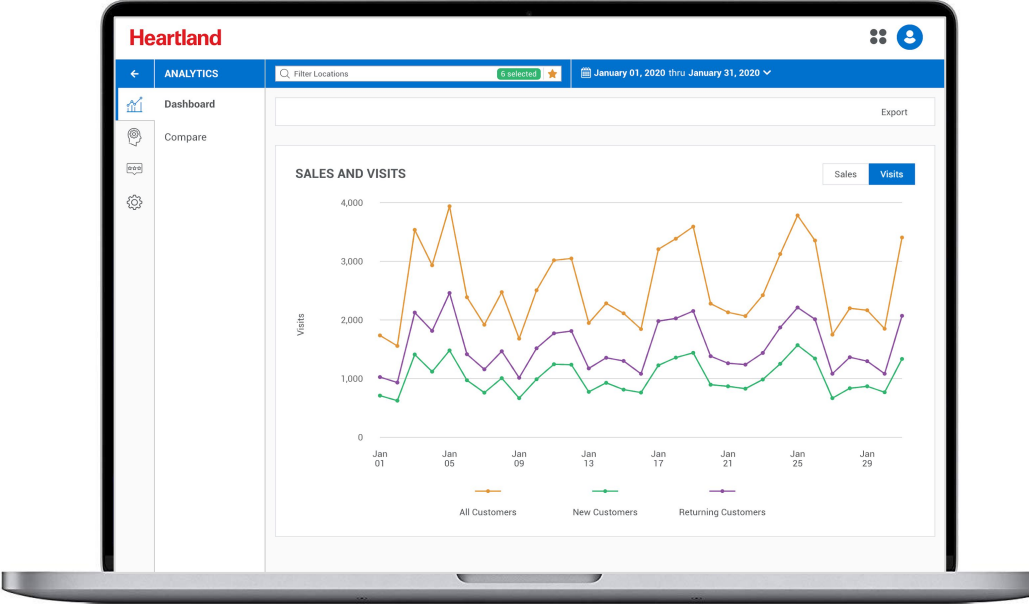 Heartland
ANALYTICS
Filter Locations 6 selected
January 01, 2020 thru January 31, 2020
Dashboard
Compare
Export
SALES AND VISITS
Sales Visits
4,000
3,000
2,000
1,000
0
Visits
Jan 01 Jan 05 Jan 09 Jan 13 Jan 17 Jan 21 Jan 25 Jan 29
All Customers New Customers Returning Customers